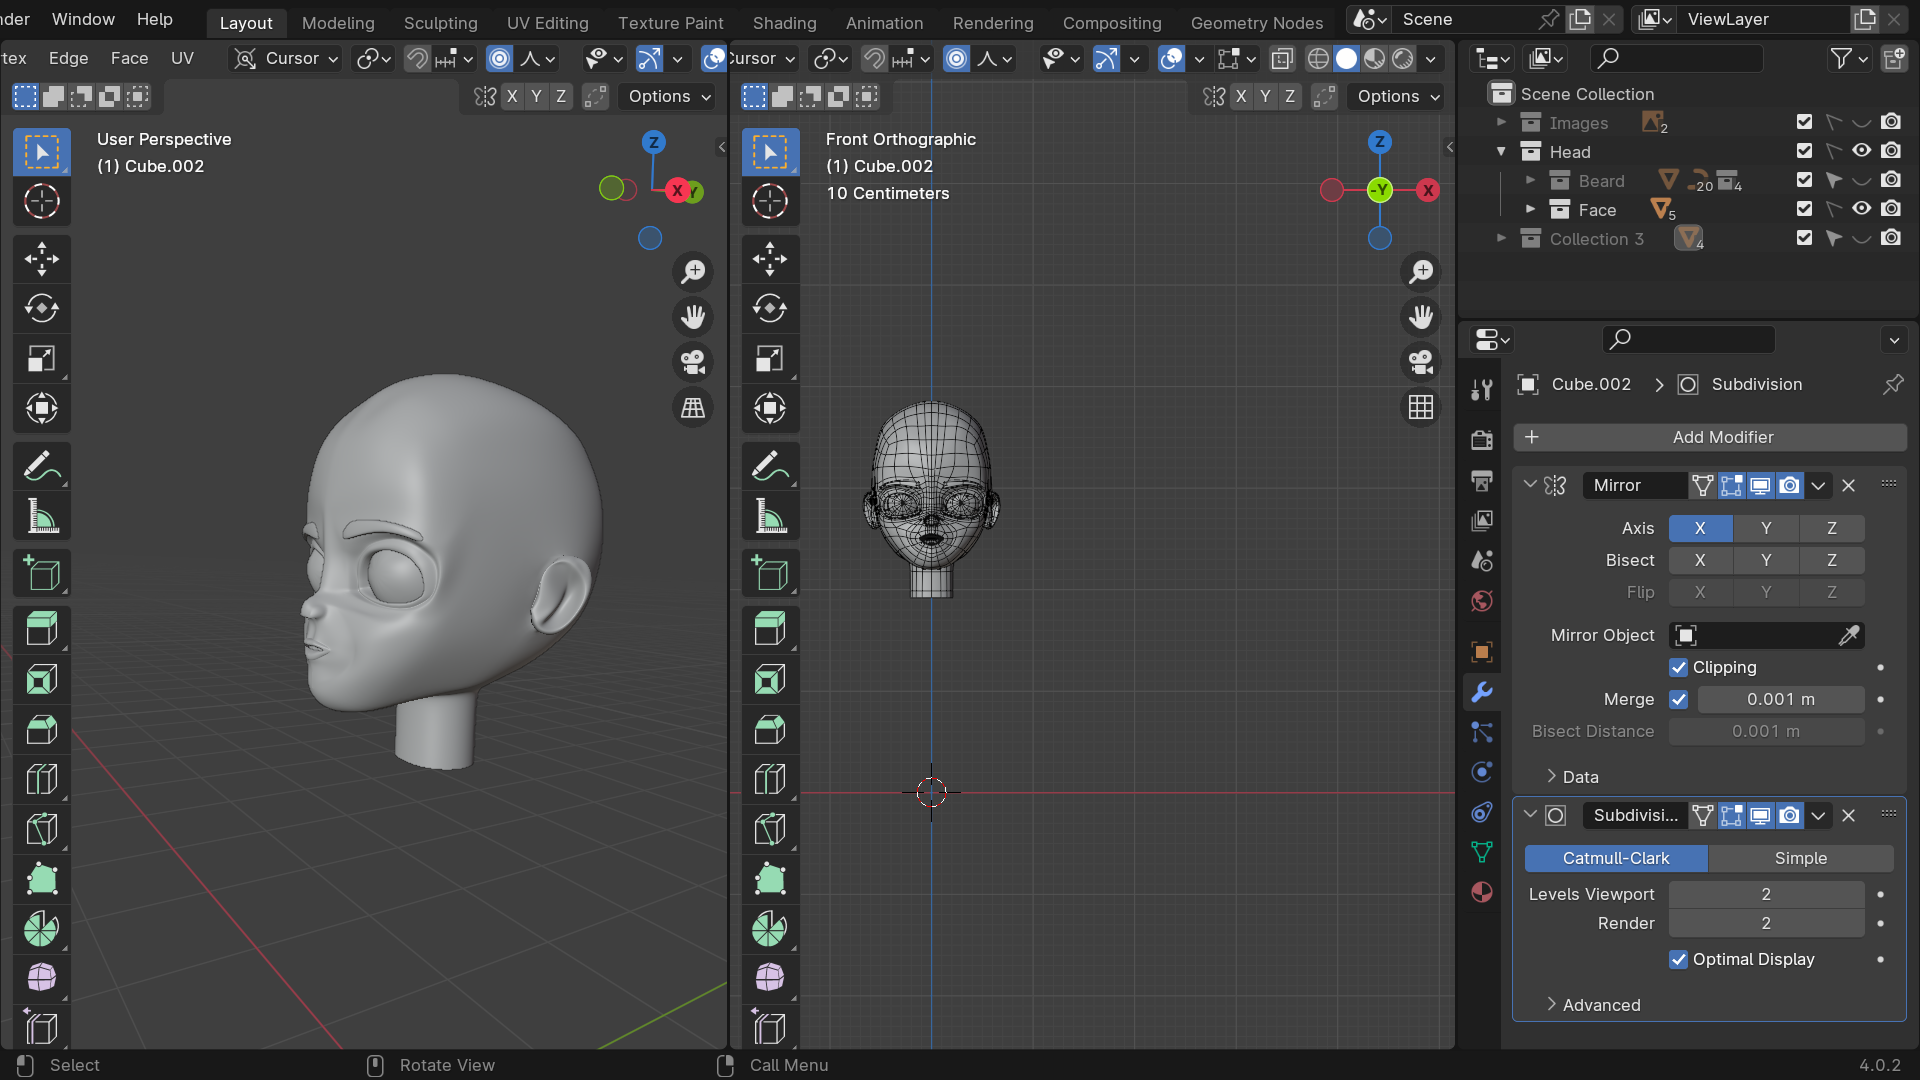 nder Window Help Layout Modeling Sculpting UV Editing Texture Paint Shading Animation Rendering Compositing Geometry Nodes Scene ViewLayer
tex Edge Face UV Cursor Cursor
X Y Z Options X Y Z Options
User Perspective
(1) Cube.002
Z
X Y
Front Orthographic
(1) Cube.002
10 Centimeters
Z
-Y X
Scene Collection
Images 2
Head
Beard 20 4
Face 5
Collection 3 4
Cube.002 > Subdivision
+ Add Modifier
Mirror
Axis X Y Z
Bisect X Y Z
Flip X Y Z
Mirror Object
Clipping
Merge 0.001 m
Bisect Distance 0.001 m
Data
Subdivisi...
Catmull-Clark Simple
Levels Viewport 2
Render 2
Optimal Display
Advanced
Select Rotate View Call Menu 4.0.2